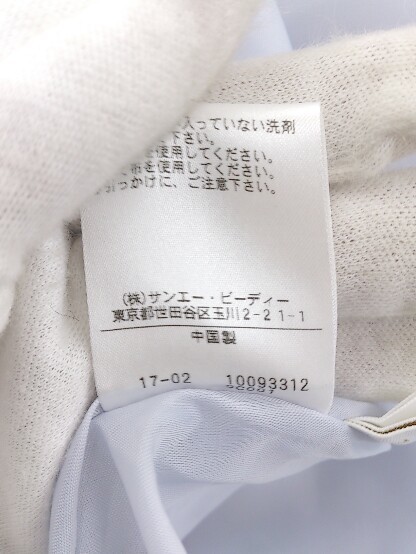 入っていない洗剤
下さい。
を使用してください。
布を使用してください。
引っかけに、ご注意下さい。
(株)サンエー・ビーディー
東京都世田谷区玉川2-21-1
中国製
17-02 10093312